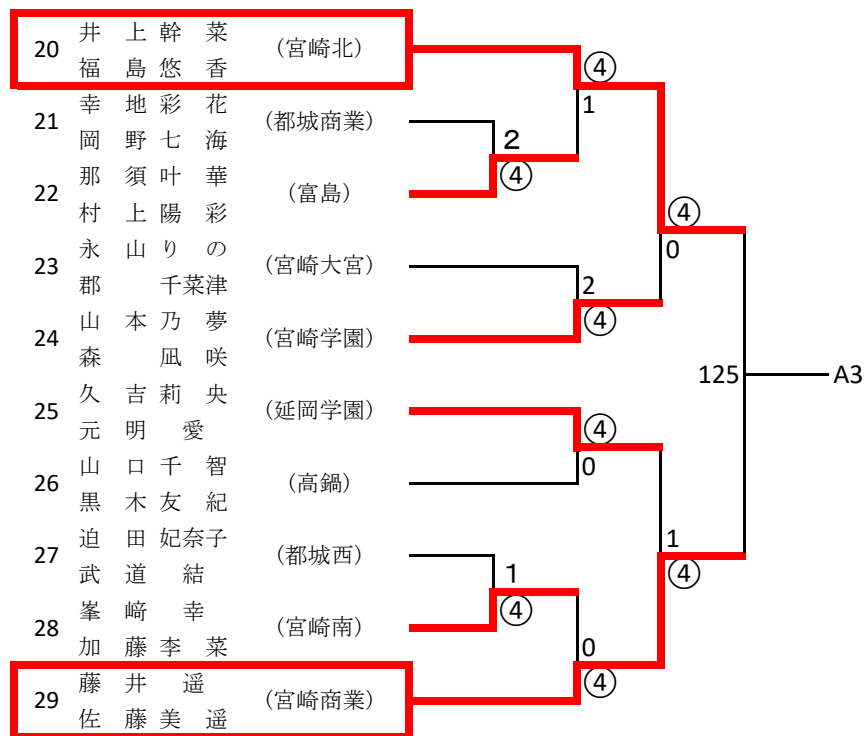 20 井上幹菜 (宮崎北)
福島悠香
④
1
21 幸地彩花 (都城商業)
岡野七海
2
④
22 那須叶華 (富島)
村上陽彩
④
0
23 永山りの (宮崎大宮)
郡 千菜津
2
④
24 山本乃夢 (宮崎学園)
森 凪咲
125 A3
25 久吉莉央 (延岡学園)
元明 愛
④
0
26 山口千智 (高鍋)
黒木友紀
27 迫田妃奈子 (都城西)
武道 結
1
④
1
④
28 峯﨑 幸 (宮崎南)
加藤李菜
0
④
29 藤井 遥 (宮崎商業)
佐藤美遥